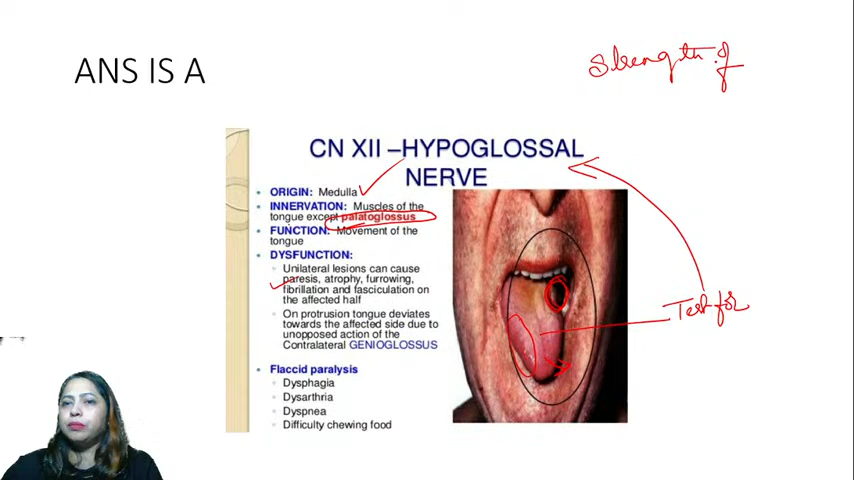 ANS IS A
Strength of
CN XII –HYPOGLOSSAL
NERVE
ORIGIN: Medulla
INNERVATION: Muscles of the
tongue except palatoglossus
FUNCTION: Movement of the
tongue
DYSFUNCTION:
Unilateral lesions can cause
paresis, atrophy, furrowing,
fibrillation and fasciculation on
the affected half
On protrusion tongue deviates
towards the affected side due to
unopposed action of the
Contralateral GENIOGLOSSUS
Flaccid paralysis
Dysphagia
Dysarthria
Dyspnea
Difficulty chewing food
Test for